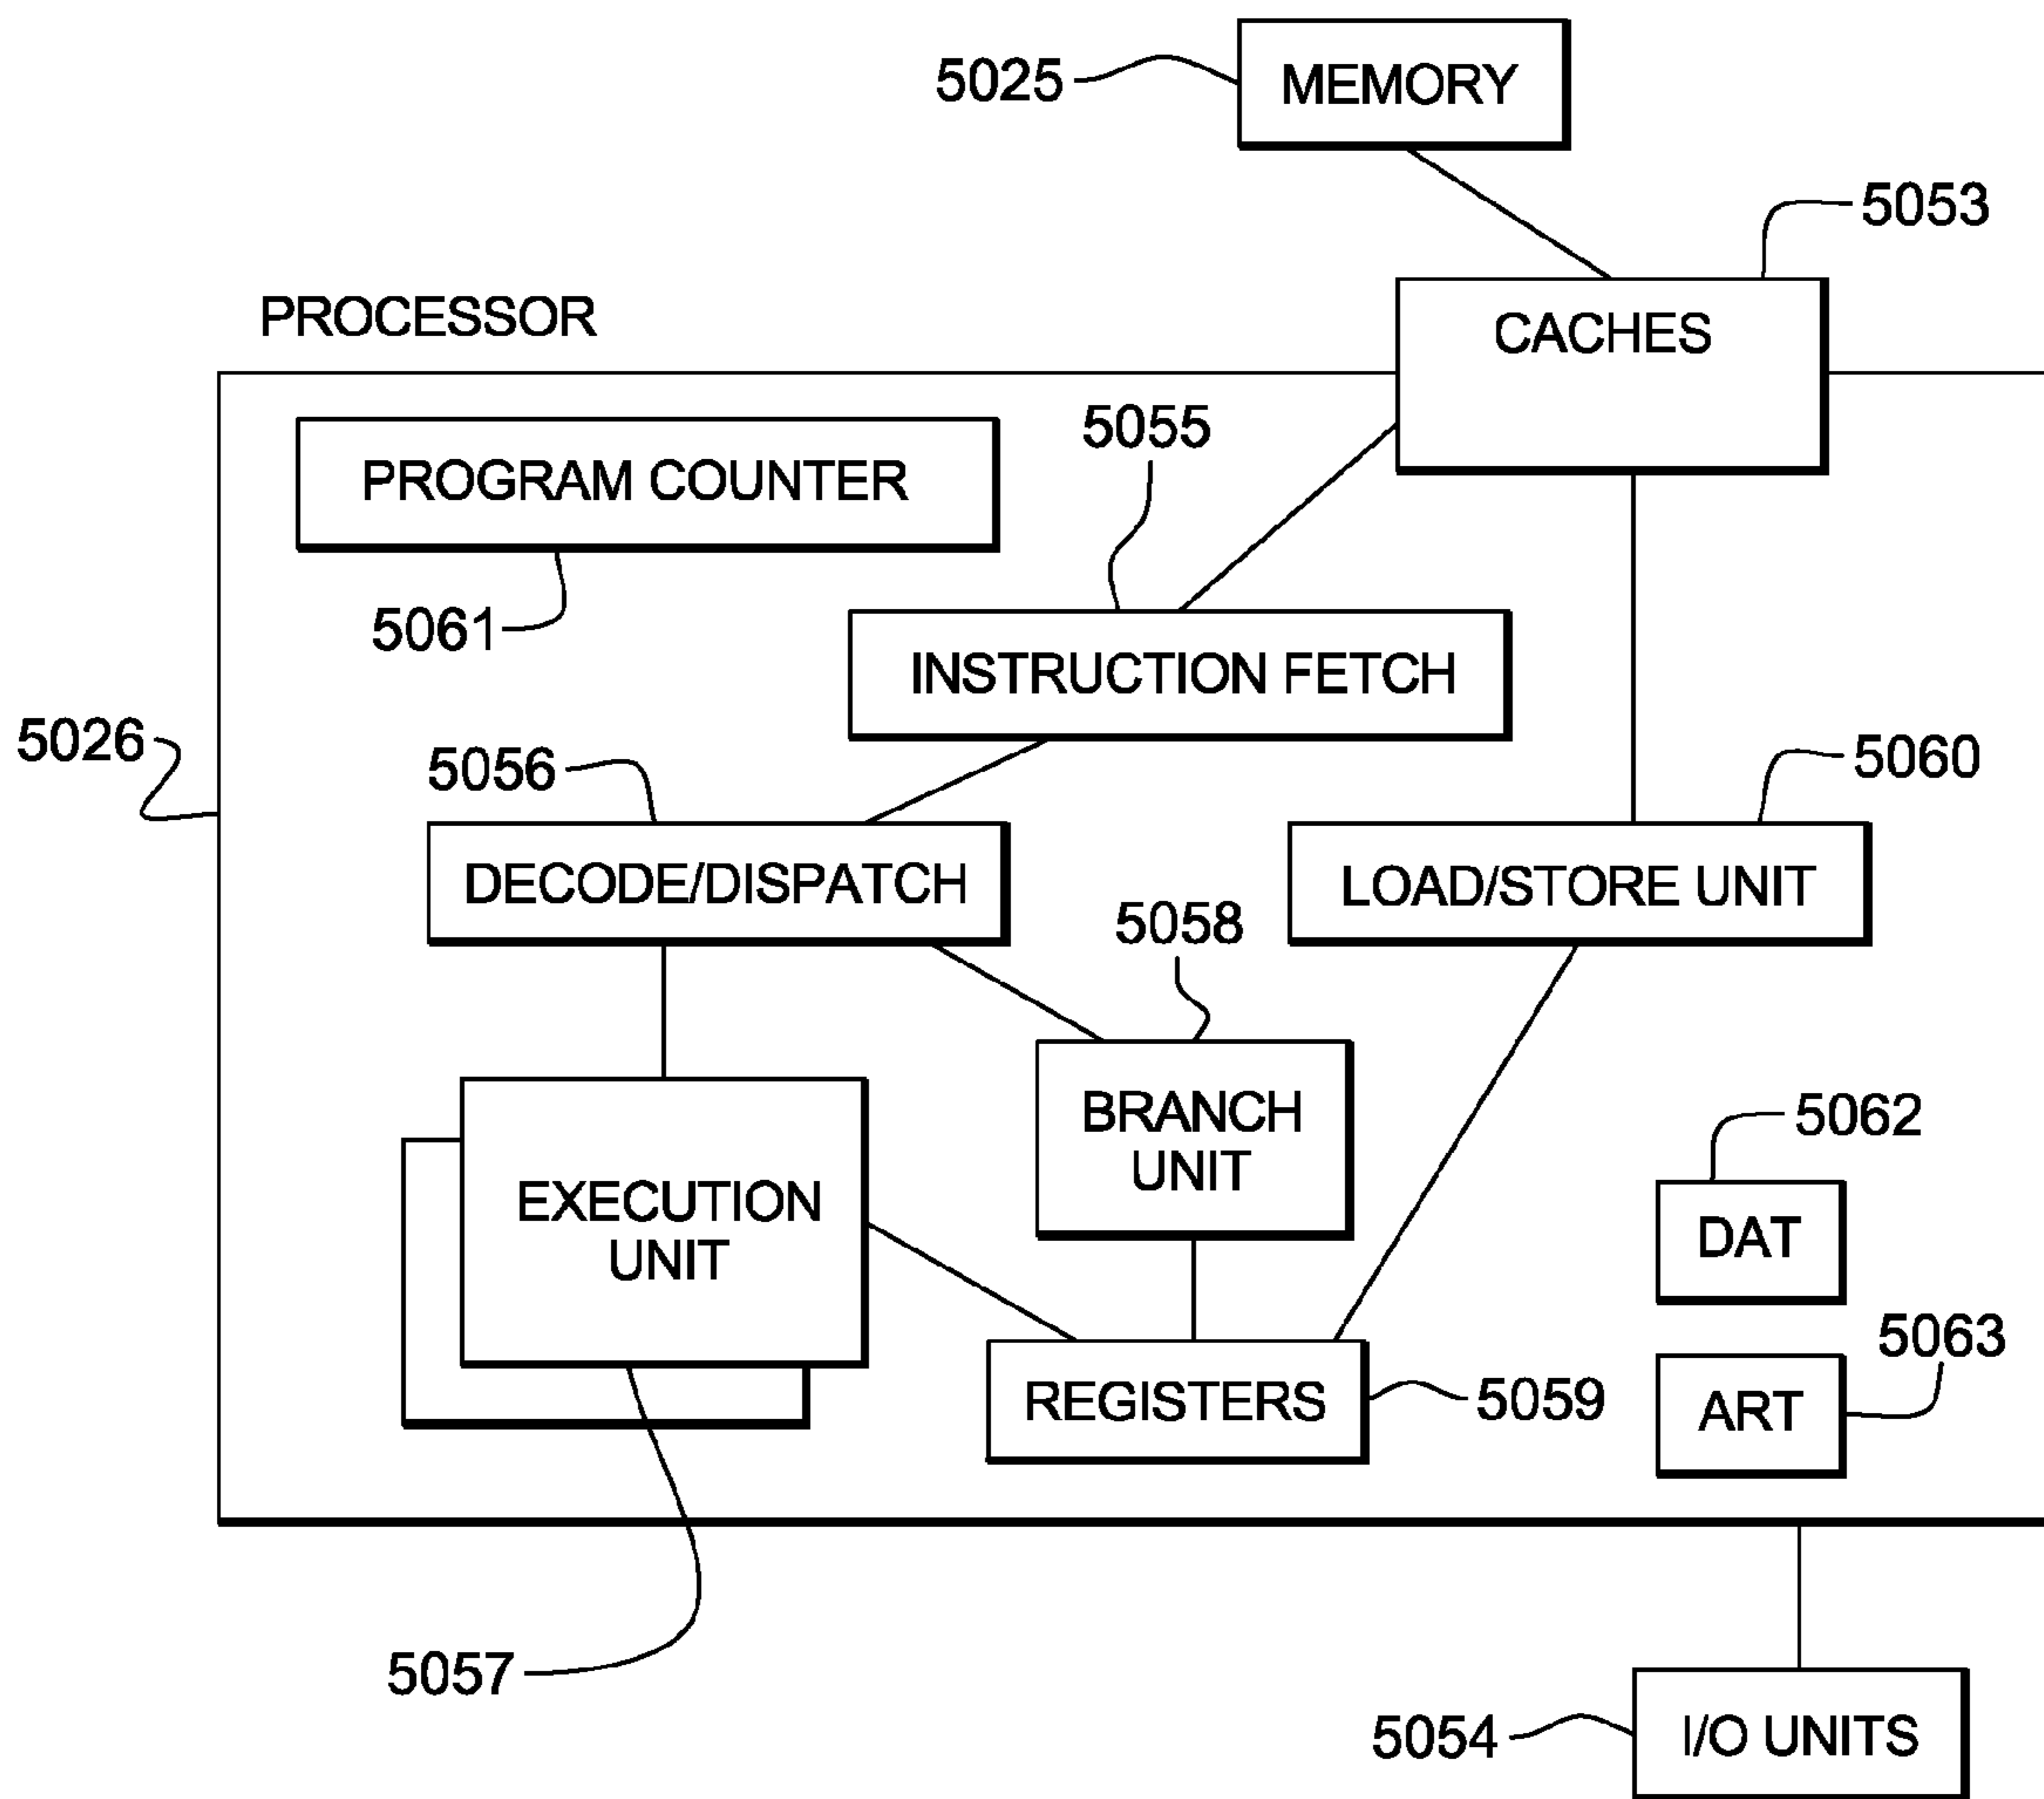 5025
MEMORY
5053
PROCESSOR
CACHES
5055
PROGRAM COUNTER
5061
INSTRUCTION FETCH
5026
5056
5060
DECODE/DISPATCH
LOAD/STORE UNIT
5058
BRANCH
UNIT
5062
EXECUTION
UNIT
DAT
5063
REGISTERS
5059
ART
5057
5054
I/O UNITS